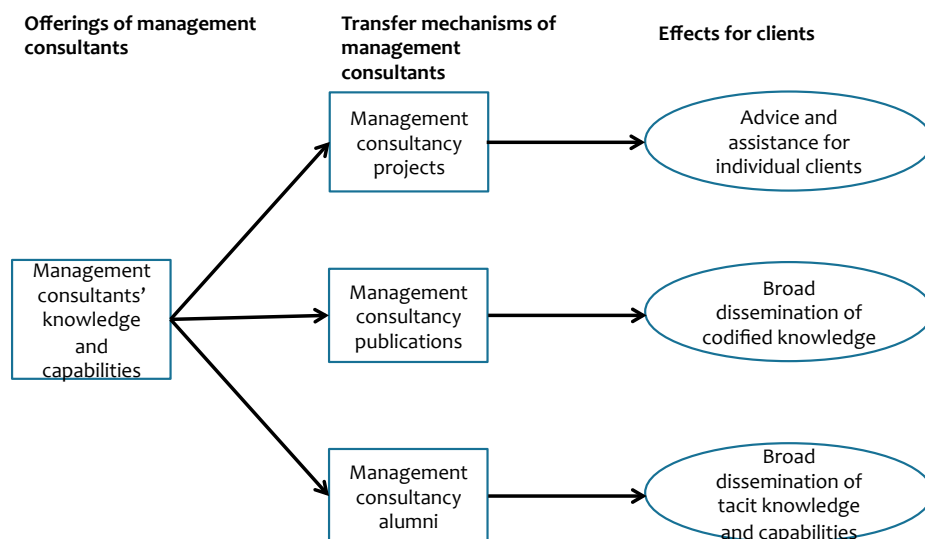 Offerings of management
consultants
Transfer mechanisms of
management
consultants
Effects for clients
Management
consultancy
projects
Advice and
assistance for
individual clients
Management
consultants’
knowledge
and
capabilities
Management
consultancy
publications
Broad
dissemination of
codified knowledge
Management
consultancy
alumni
Broad
dissemination of
tacit knowledge
and capabilities